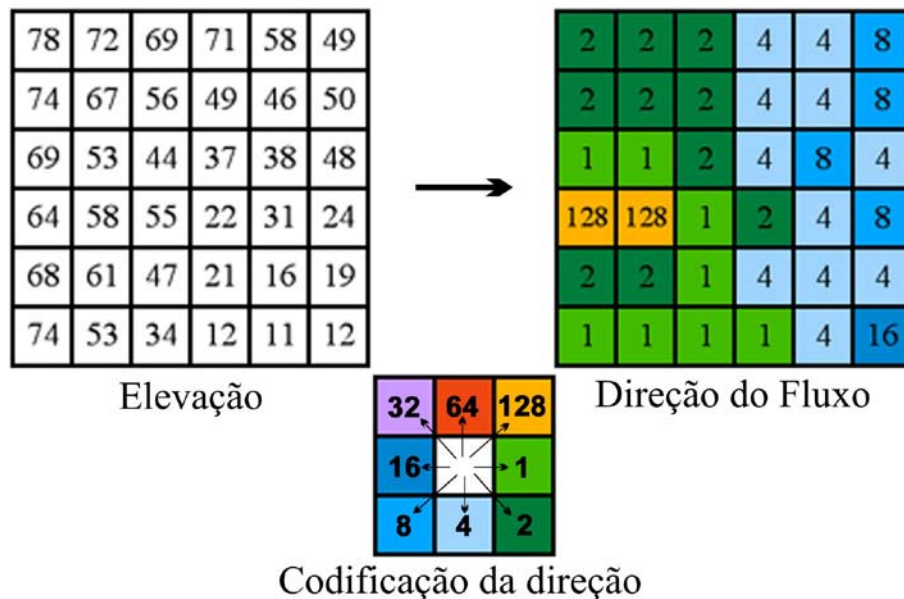 78 72 69 71 58 49
74 67 56 49 46 50
69 53 44 37 38 48
64 58 55 22 31 24
68 61 47 21 16 19
74 53 34 12 11 12
Elevação
2 2 2 4 4 8
2 2 2 4 4 8
1 1 2 4 8 4
128 128 1 2 4 8
2 2 1 4 4 4
1 1 1 1 4 16
Direção do Fluxo
32 64 128
16 1
8 4 2
Codificação da direção